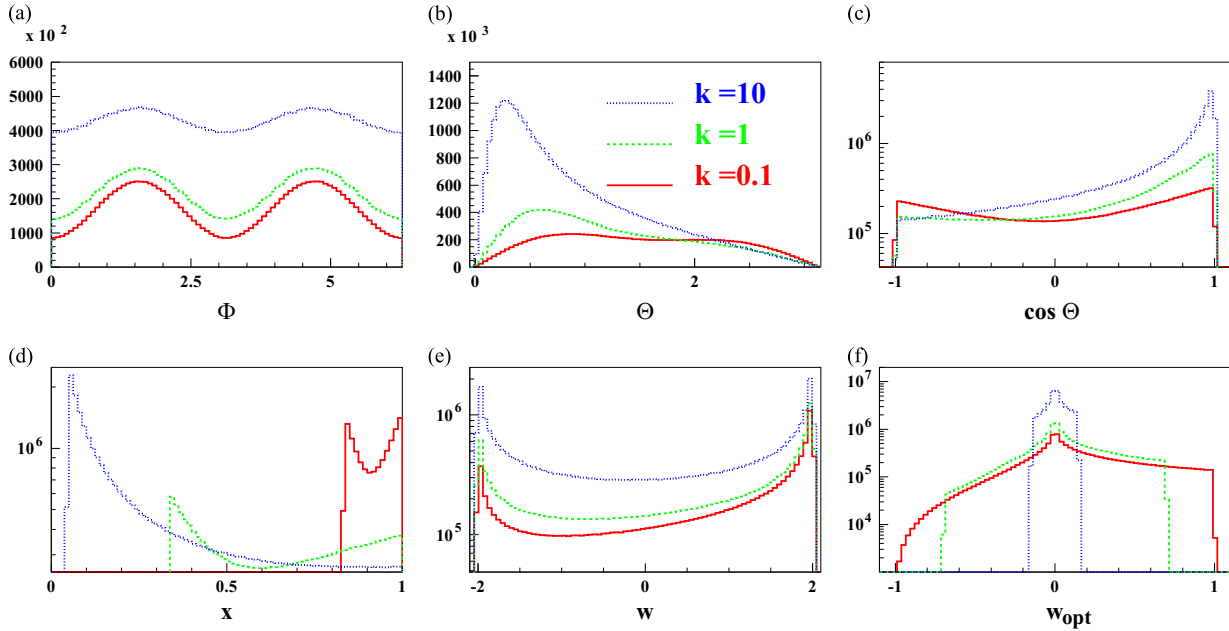 (a)
x 10 2
6000
5000
4000
3000
2000
1000
0
0
2.5
5
Φ
(b)
x 10 3
1400
1200
1000
800
600
400
200
0
0
2
Θ
k =10
k =1
k =0.1
(c)
10 6
10 5
-1
0
1
cos Θ
(d)
10 6
0
0.5
1
x
(e)
10 6
10 5
-2
0
2
w
(f)
10 7
10 6
10 5
10 4
-1
0
1
w opt